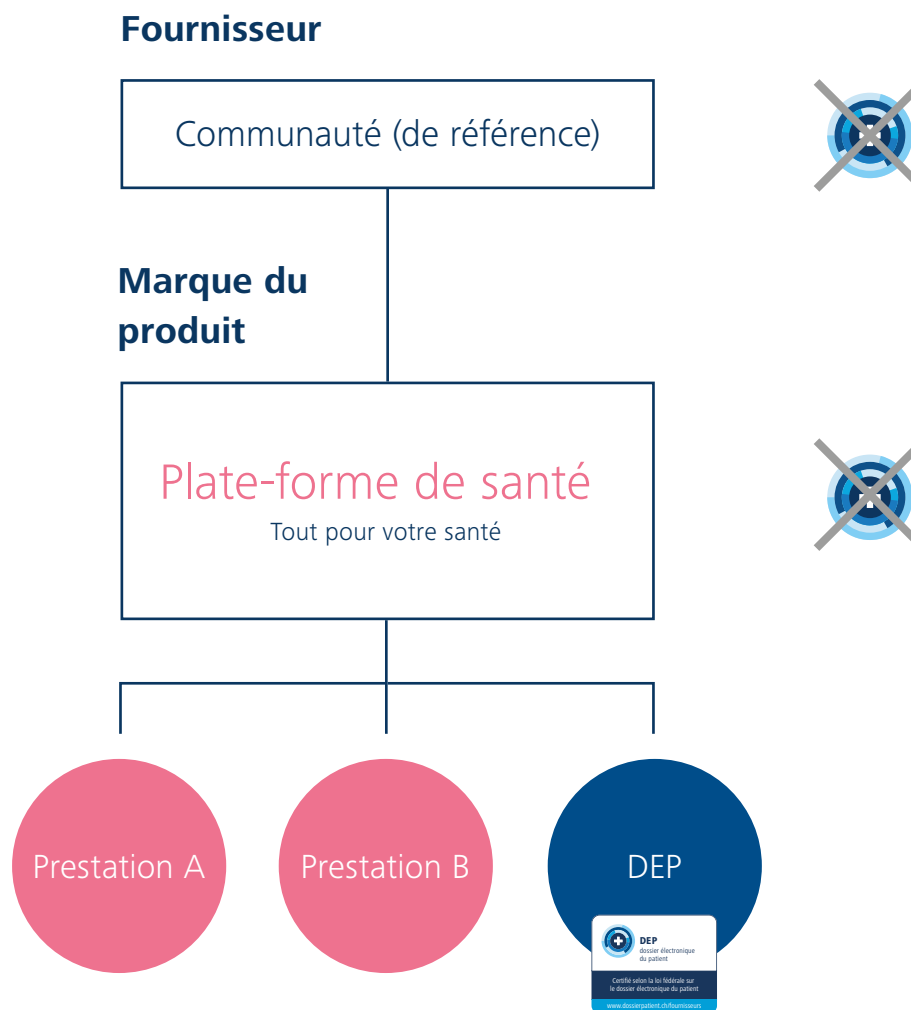 Fournisseur
Communauté (de référence)
Marque du
produit
Plate-forme de santé
Tout pour votre santé
Prestation A
Prestation B
DEP
DEP
dossier électronique
du patient
Certifié selon la loi fédérale sur
le dossier électronique du patient
www.dossierpatient.ch/fournisseurs